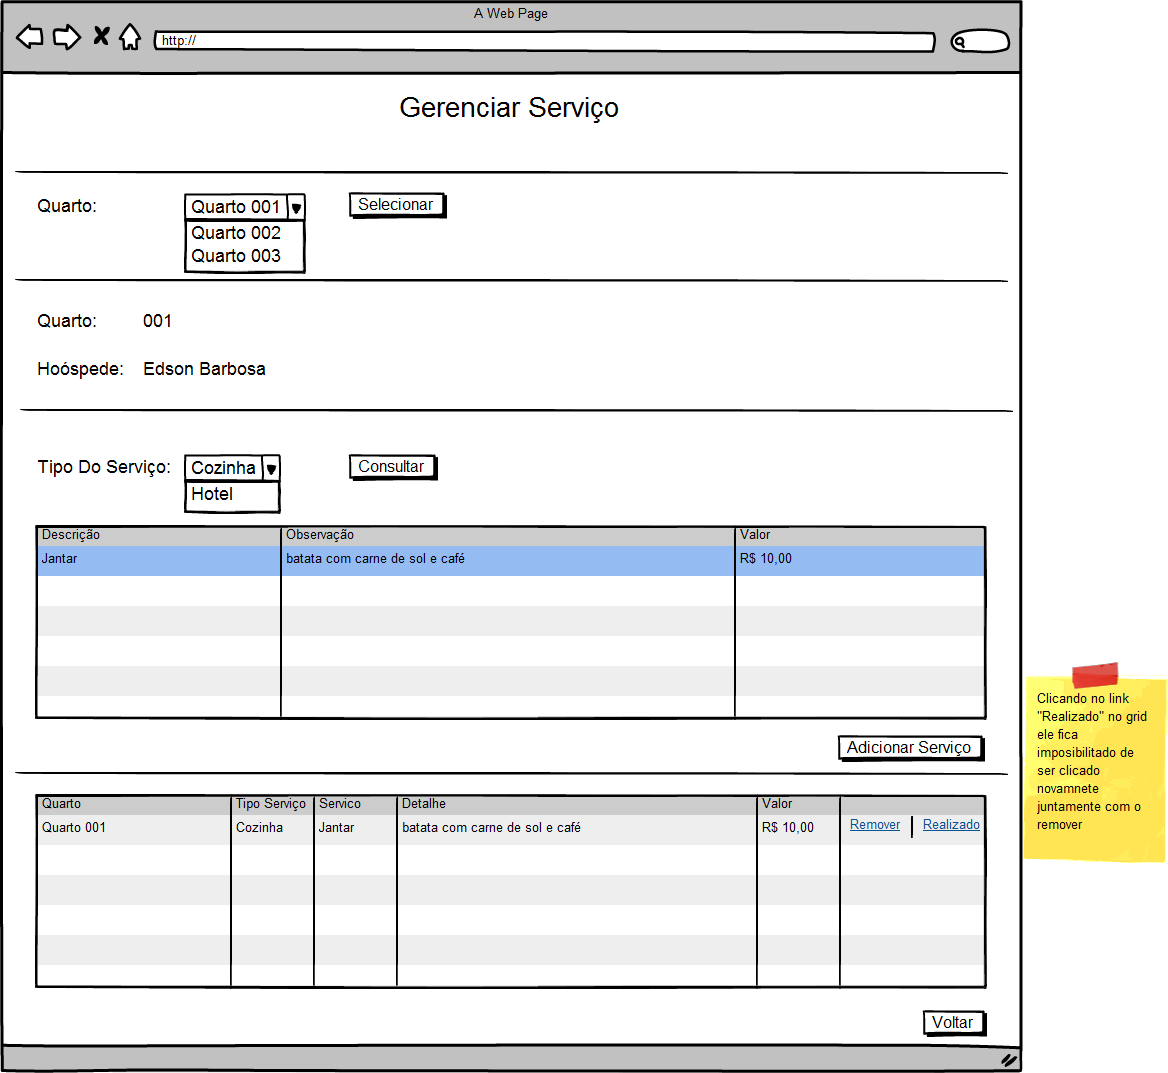 A Web Page
http://
Gerenciar Serviço
Quarto: Quarto 001 Selecionar
Quarto 002
Quarto 003
Quarto: 001
Hoóspede: Edson Barbosa
Tipo Do Serviço: Cozinha Consultar
Hotel
Descrição Observação Valor
Jantar batata com carne de sol e café R$ 10,00
Adicionar Serviço
Quarto Tipo Serviço Servico Detalhe Valor
Quarto 001 Cozinha Jantar batata com carne de sol e café R$ 10,00 Remover Realizado
Voltar
Clicando no link
"Realizado" no grid
ele fica
imposibilitado de
ser clicado
novamnete
juntamente com o
remover